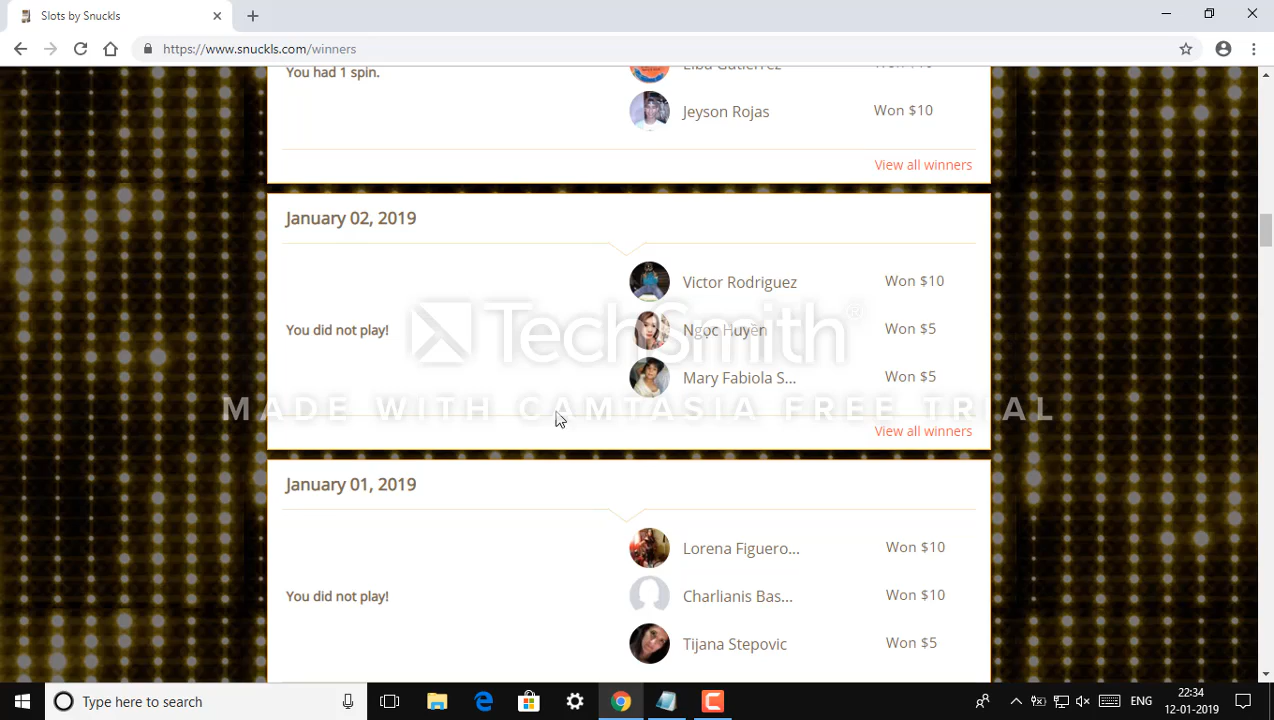 Slots by Snuckls
https://www.snuckls.com/winners
You had 1 spin.
Elba Gutierrez Won $10
Jeyson Rojas Won $10
View all winners
January 02, 2019
Victor Rodriguez Won $10
You did not play! Ngọc Huyền Won $5
Mary Fabiola S... Won $5
TechSmith
MADE WITH CAMTASIA FREE TRIAL
View all winners
January 01, 2019
Lorena Figuero... Won $10
You did not play! Charlianis Bas... Won $10
Tijana Stepovic Won $5
Type here to search
ENG
22:34
12-01-2019